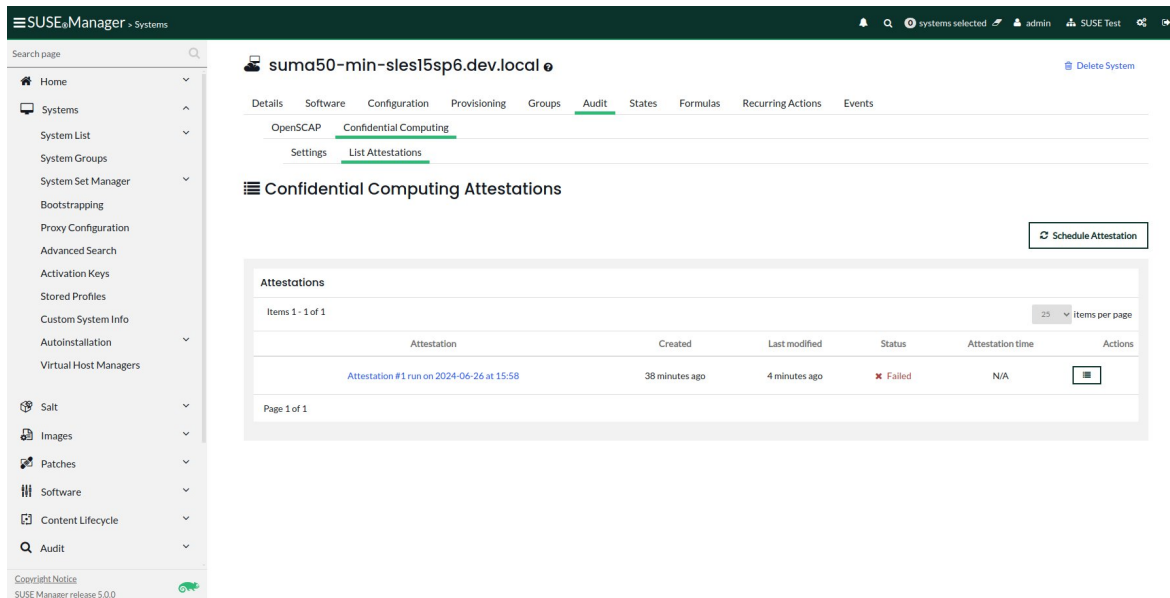 SUSE®Manager > Systems
0 systems selected admin SUSE Test
Search page
Home
Systems
System List
System Groups
System Set Manager
Bootstrapping
Proxy Configuration
Advanced Search
Activation Keys
Stored Profiles
Custom System Info
Autoinstallation
Virtual Host Managers
Salt
Images
Patches
Software
Content Lifecycle
Audit
Copyright Notice
SUSE Manager release 5.0.0
suma50-min-sles15sp6.dev.local ?
Delete System
Details Software Configuration Provisioning Groups Audit States Formulas Recurring Actions Events
OpenSCAP Confidential Computing
Settings List Attestations
Confidential Computing Attestations
Schedule Attestation
Attestations
Items 1 - 1 of 1 25 items per page
Attestation Created Last modified Status Attestation time Actions
Attestation #1 run on 2024-06-26 at 15:58 38 minutes ago 4 minutes ago Failed N/A
Page 1 of 1